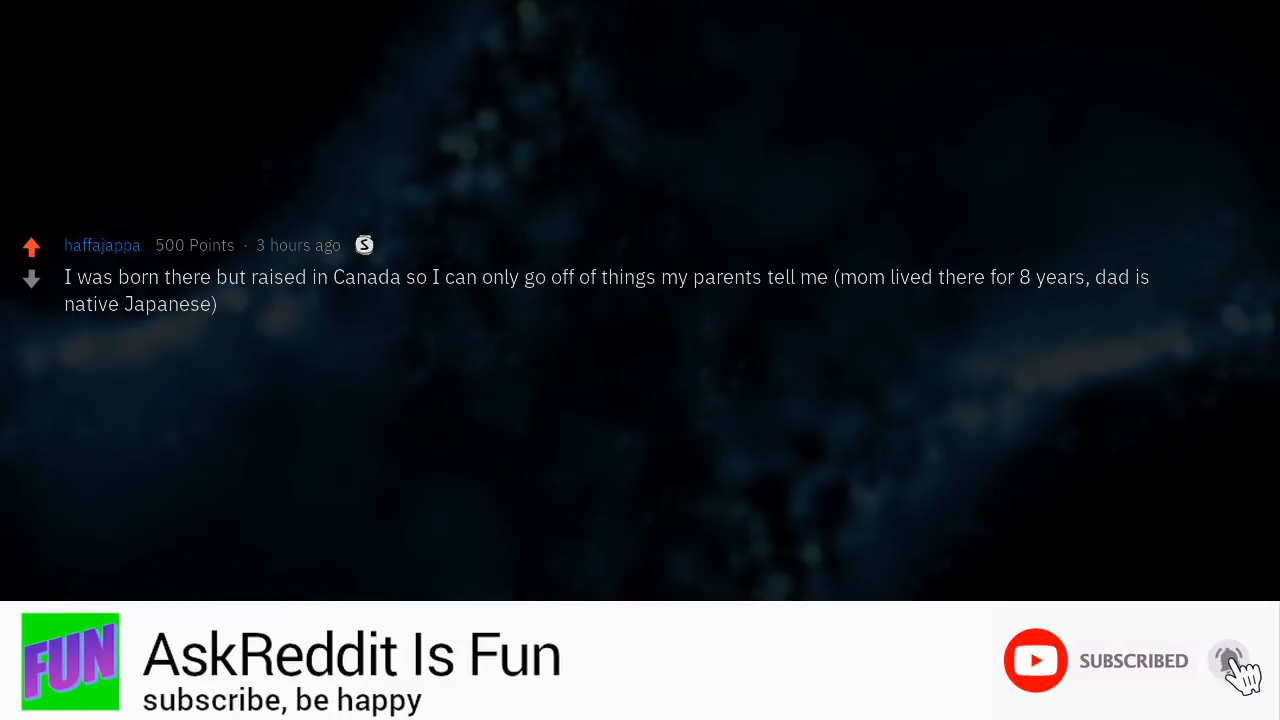 haffajappa 500 Points · 3 hours ago S
I was born there but raised in Canada so I can only go off of things my parents tell me (mom lived there for 8 years, dad is
native Japanese)
FUN
AskReddit Is Fun
subscribe, be happy
SUBSCRIBED